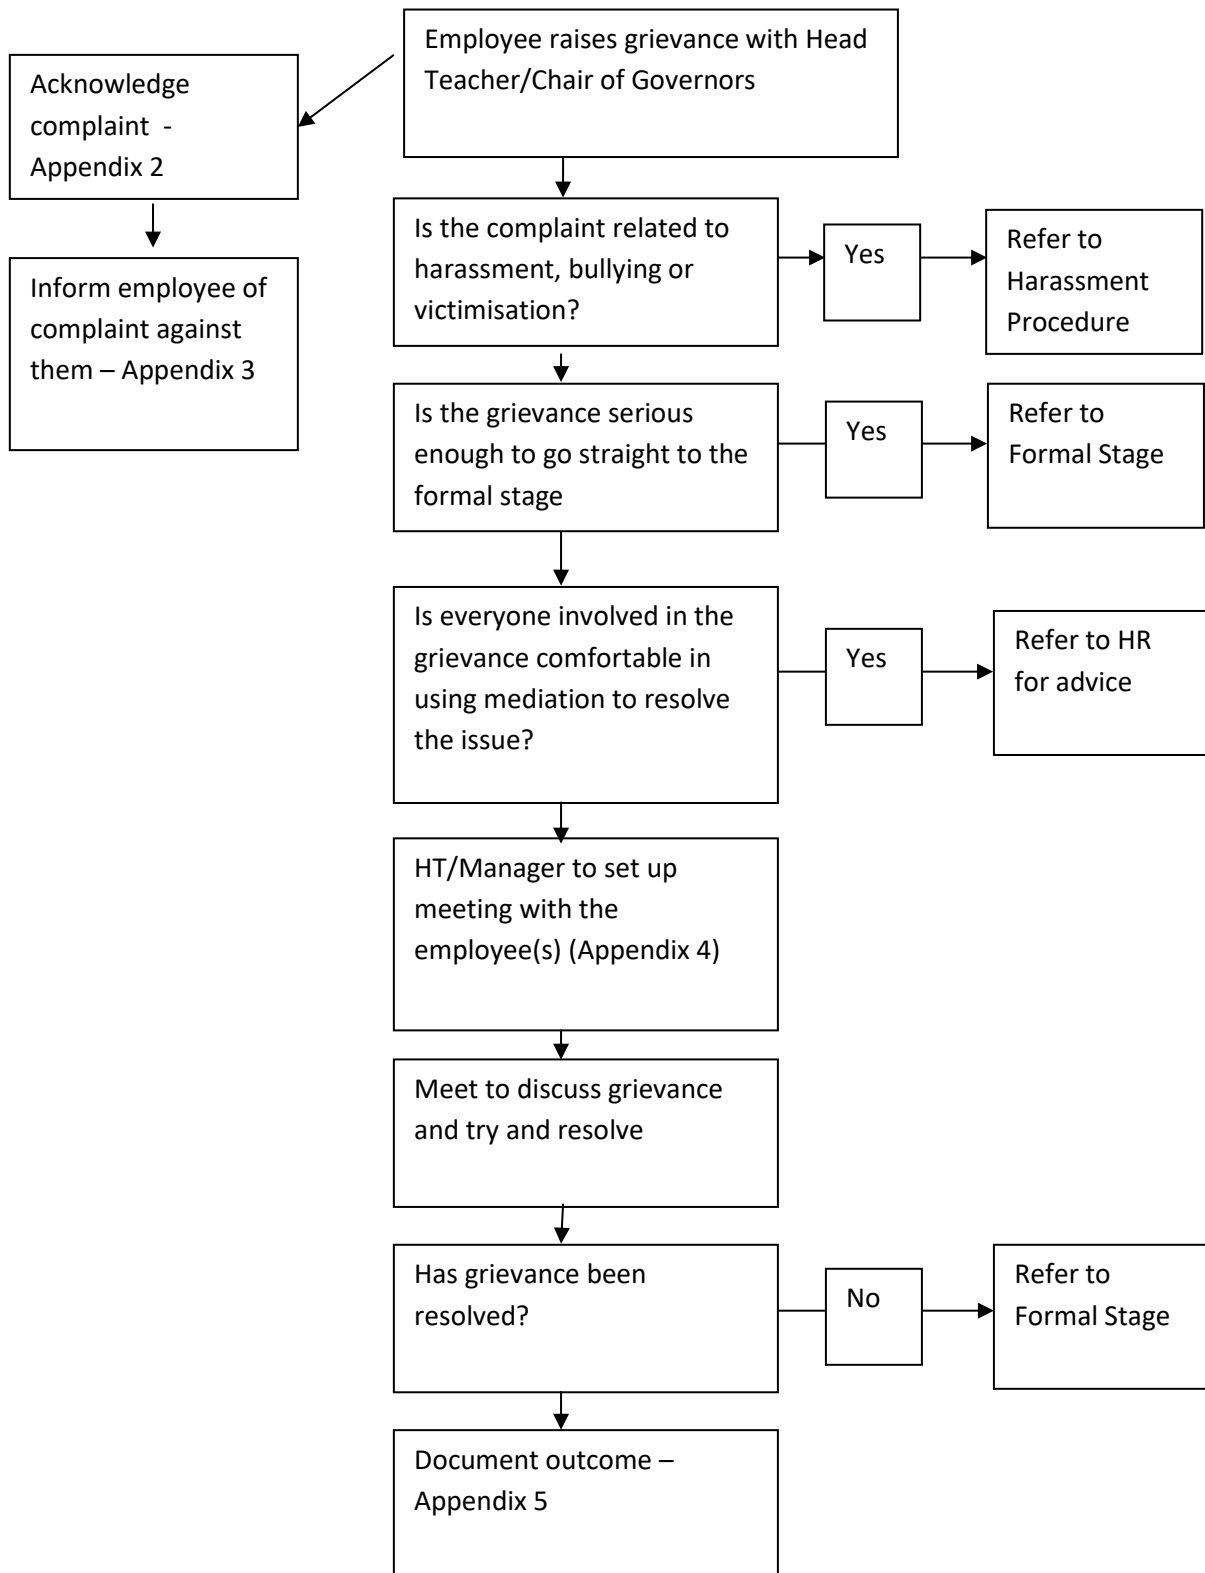 Employee raises grievance with Head
Teacher/Chair of Governors
Acknowledge
complaint  -
Appendix 2
Inform employee of
complaint against
them – Appendix 3
Is the complaint related to
harassment, bullying or
victimisation?
Yes
Refer to
Harassment
Procedure
Is the grievance serious
enough to go straight to the
formal stage
Yes
Refer to
Formal Stage
Is everyone involved in the
grievance comfortable in
using mediation to resolve
the issue?
Yes
Refer to HR
for advice
HT/Manager to set up
meeting with the
employee(s) (Appendix 4)
Meet to discuss grievance
and try and resolve
Has grievance been
resolved?
No
Refer to
Formal Stage
Document outcome –
Appendix 5